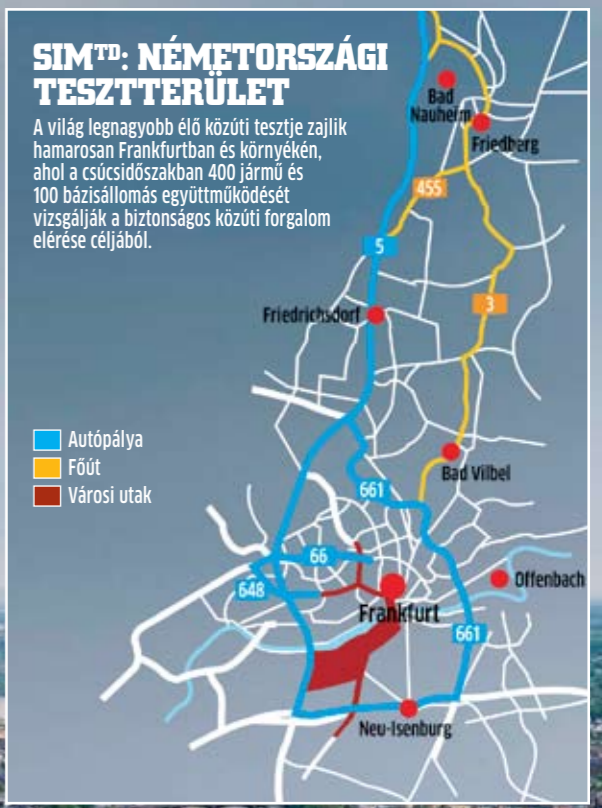 SIMTD: NÉMETORSZÁGI
TESZTTERÜLET
A világ legnagyobb élő közúti tesztje zajlik
hamarosan Frankfurtban és környékén,
ahol a csúcsidőszakban 400 jármű és
100 bázisállomás együttműködését
vizsgálják a biztonságos közúti forgalom
elérése céljából.
Bad
Nauheim
Friedberg
455
5
3
Friedrichsdorf
Autópálya
Főút
Városi utak
Bad Vilbel
661
66
648
Offenbach
Frankfurt
661
Neu-Isenburg